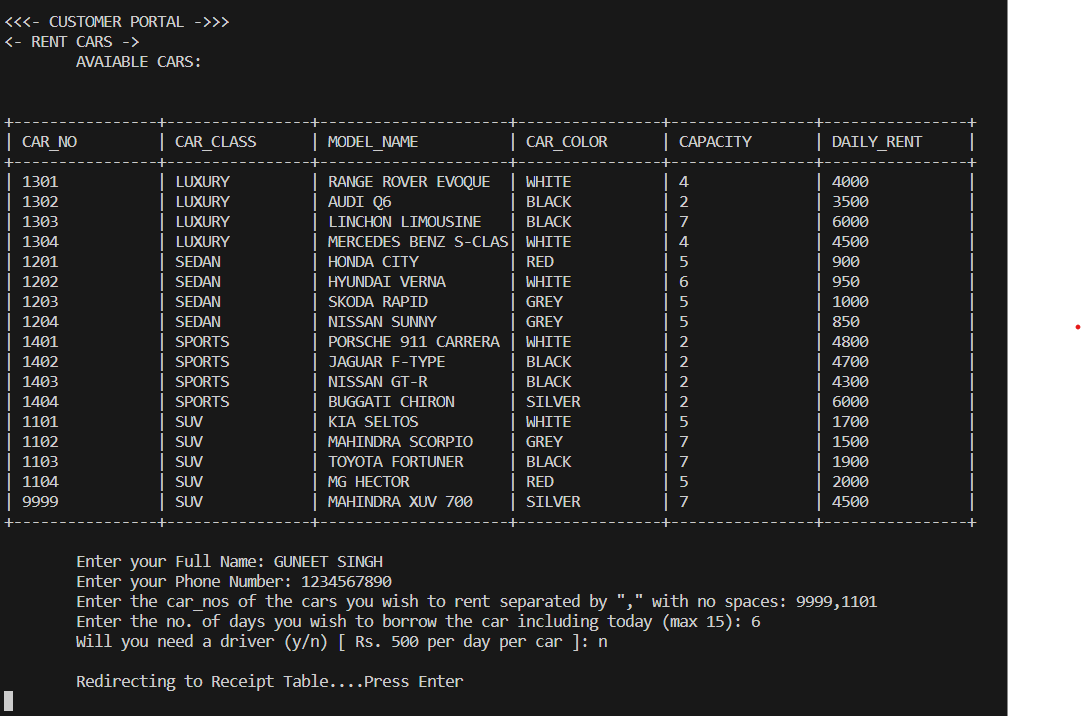 <<<- CUSTOMER PORTAL ->>>
<- RENT CARS ->
AVAIABLE CARS:
+----------------+----------------+---------------------+----------------+----------------+----------------+
| CAR_NO | CAR_CLASS | MODEL_NAME | CAR_COLOR | CAPACITY | DAILY_RENT |
+----------------+----------------+---------------------+----------------+----------------+----------------+
| 1301 | LUXURY | RANGE ROVER EVOQUE | WHITE | 4 | 4000 |
| 1302 | LUXURY | AUDI Q6 | BLACK | 2 | 3500 |
| 1303 | LUXURY | LINCHON LIMOUSINE | BLACK | 7 | 6000 |
| 1304 | LUXURY | MERCEDES BENZ S-CLAS| WHITE | 4 | 4500 |
| 1201 | SEDAN | HONDA CITY | RED | 5 | 900 |
| 1202 | SEDAN | HYUNDAI VERNA | WHITE | 6 | 950 |
| 1203 | SEDAN | SKODA RAPID | GREY | 5 | 1000 |
| 1204 | SEDAN | NISSAN SUNNY | GREY | 5 | 850 |
| 1401 | SPORTS | PORSCHE 911 CARRERA | WHITE | 2 | 4800 |
| 1402 | SPORTS | JAGUAR F-TYPE | BLACK | 2 | 4700 |
| 1403 | SPORTS | NISSAN GT-R | BLACK | 2 | 4300 |
| 1404 | SPORTS | BUGGATI CHIRON | SILVER | 2 | 6000 |
| 1101 | SUV | KIA SELTOS | WHITE | 5 | 1700 |
| 1102 | SUV | MAHINDRA SCORPIO | GREY | 7 | 1500 |
| 1103 | SUV | TOYOTA FORTUNER | BLACK | 7 | 1900 |
| 1104 | SUV | MG HECTOR | RED | 5 | 2000 |
| 9999 | SUV | MAHINDRA XUV 700 | SILVER | 7 | 4500 |
+----------------+----------------+---------------------+----------------+----------------+----------------+
Enter your Full Name: GUNEET SINGH
Enter your Phone Number: 1234567890
Enter the car_nos of the cars you wish to rent separated by "," with no spaces: 9999,1101
Enter the no. of days you wish to borrow the car including today (max 15): 6
Will you need a driver (y/n) [ Rs. 500 per day per car ]: n
Redirecting to Receipt Table....Press Enter